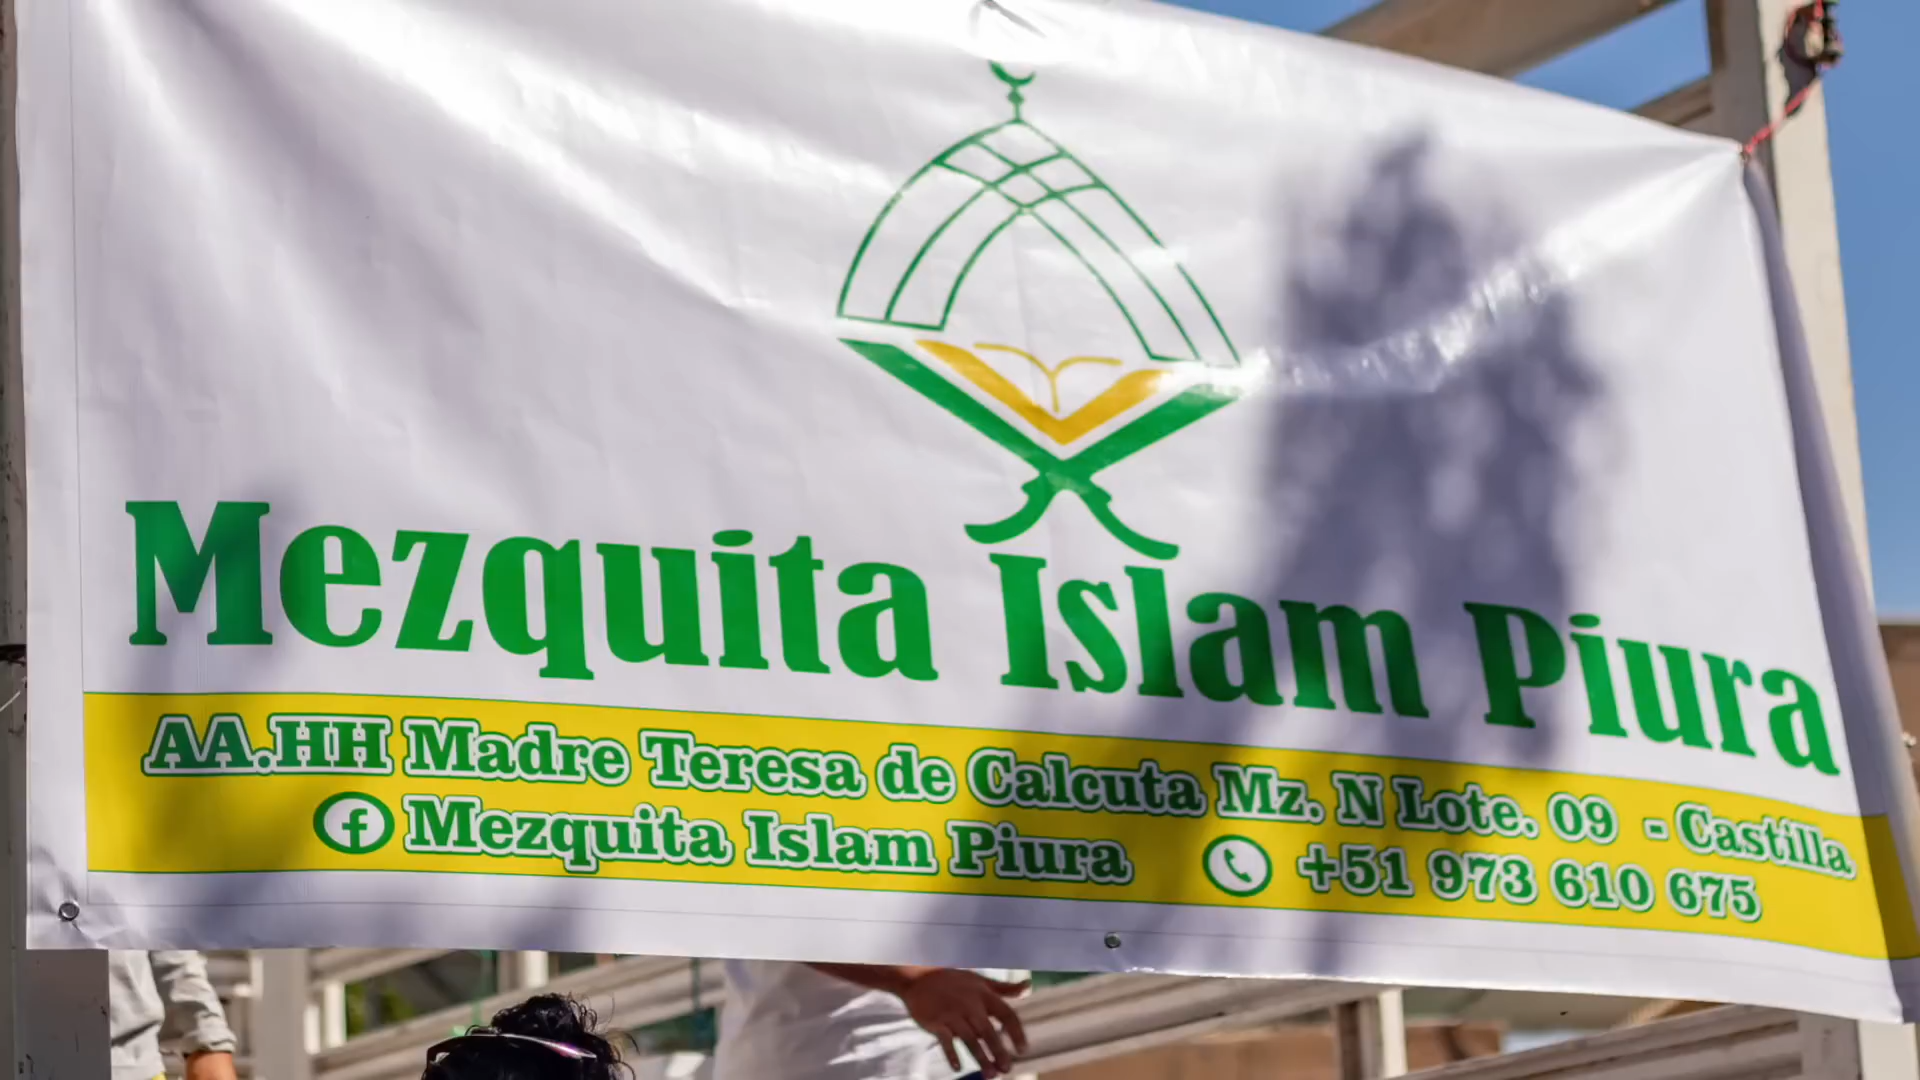 Mezquita Islam Piura
AA.HH Madre Teresa de Calcuta Mz. N Lote. 09 - Castilla
Mezquita Islam Piura +51 973 610 675